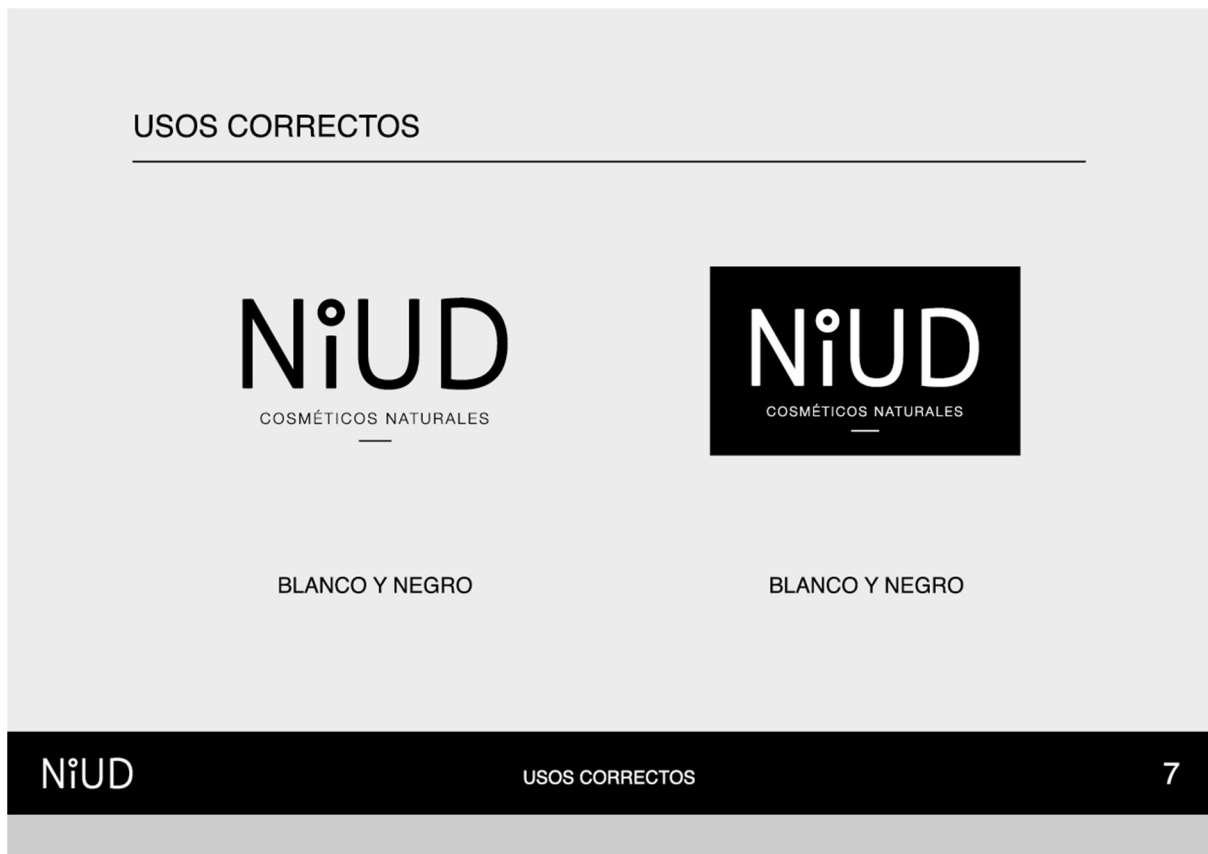 USOS CORRECTOS
NiUD
COSMÉTICOS NATURALES
NiUD
COSMÉTICOS NATURALES
BLANCO Y NEGRO
BLANCO Y NEGRO
NiUD
USOS CORRECTOS
7